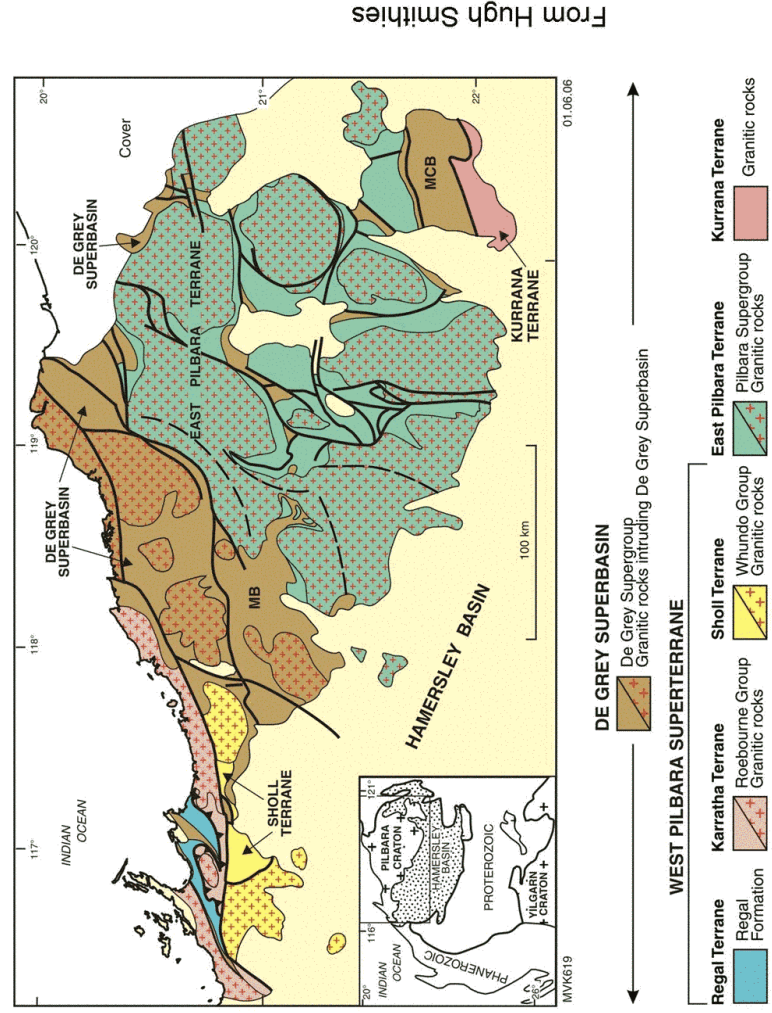 From Hugh Smithies
117°
118°
119°
120°
20°
21°
22°
INDIAN
OCEAN
DE GREY
SUPERBASIN
DE GREY
SUPERBASIN
Cover
EAST PILBARA TERRANE
MB
MCB
SHOLL
TERRANE
KURRANA
TERRANE
HAMERSLEY BASIN
100 km
116°
121°
20°
26°
INDIAN
OCEAN
PILBARA
CRATON
HAMERSLEY
BASIN
PROTEROZOIC
PHANEROZOIC
YILGARN
CRATON
MVK619
01.06.06
DE GREY SUPERBASIN
De Grey Supergroup
Granitic rocks intruding De Grey Superbasin
WEST PILBARA SUPERTERRANE
Regal Terrane
Regal
Formation
Karratha Terrane
Roebourne Group
Granitic rocks
Sholl Terrane
Whundo Group
Granitic rocks
East Pilbara Terrane
Pilbara Supergroup
Granitic rocks
Kurrana Terrane
Granitic rocks